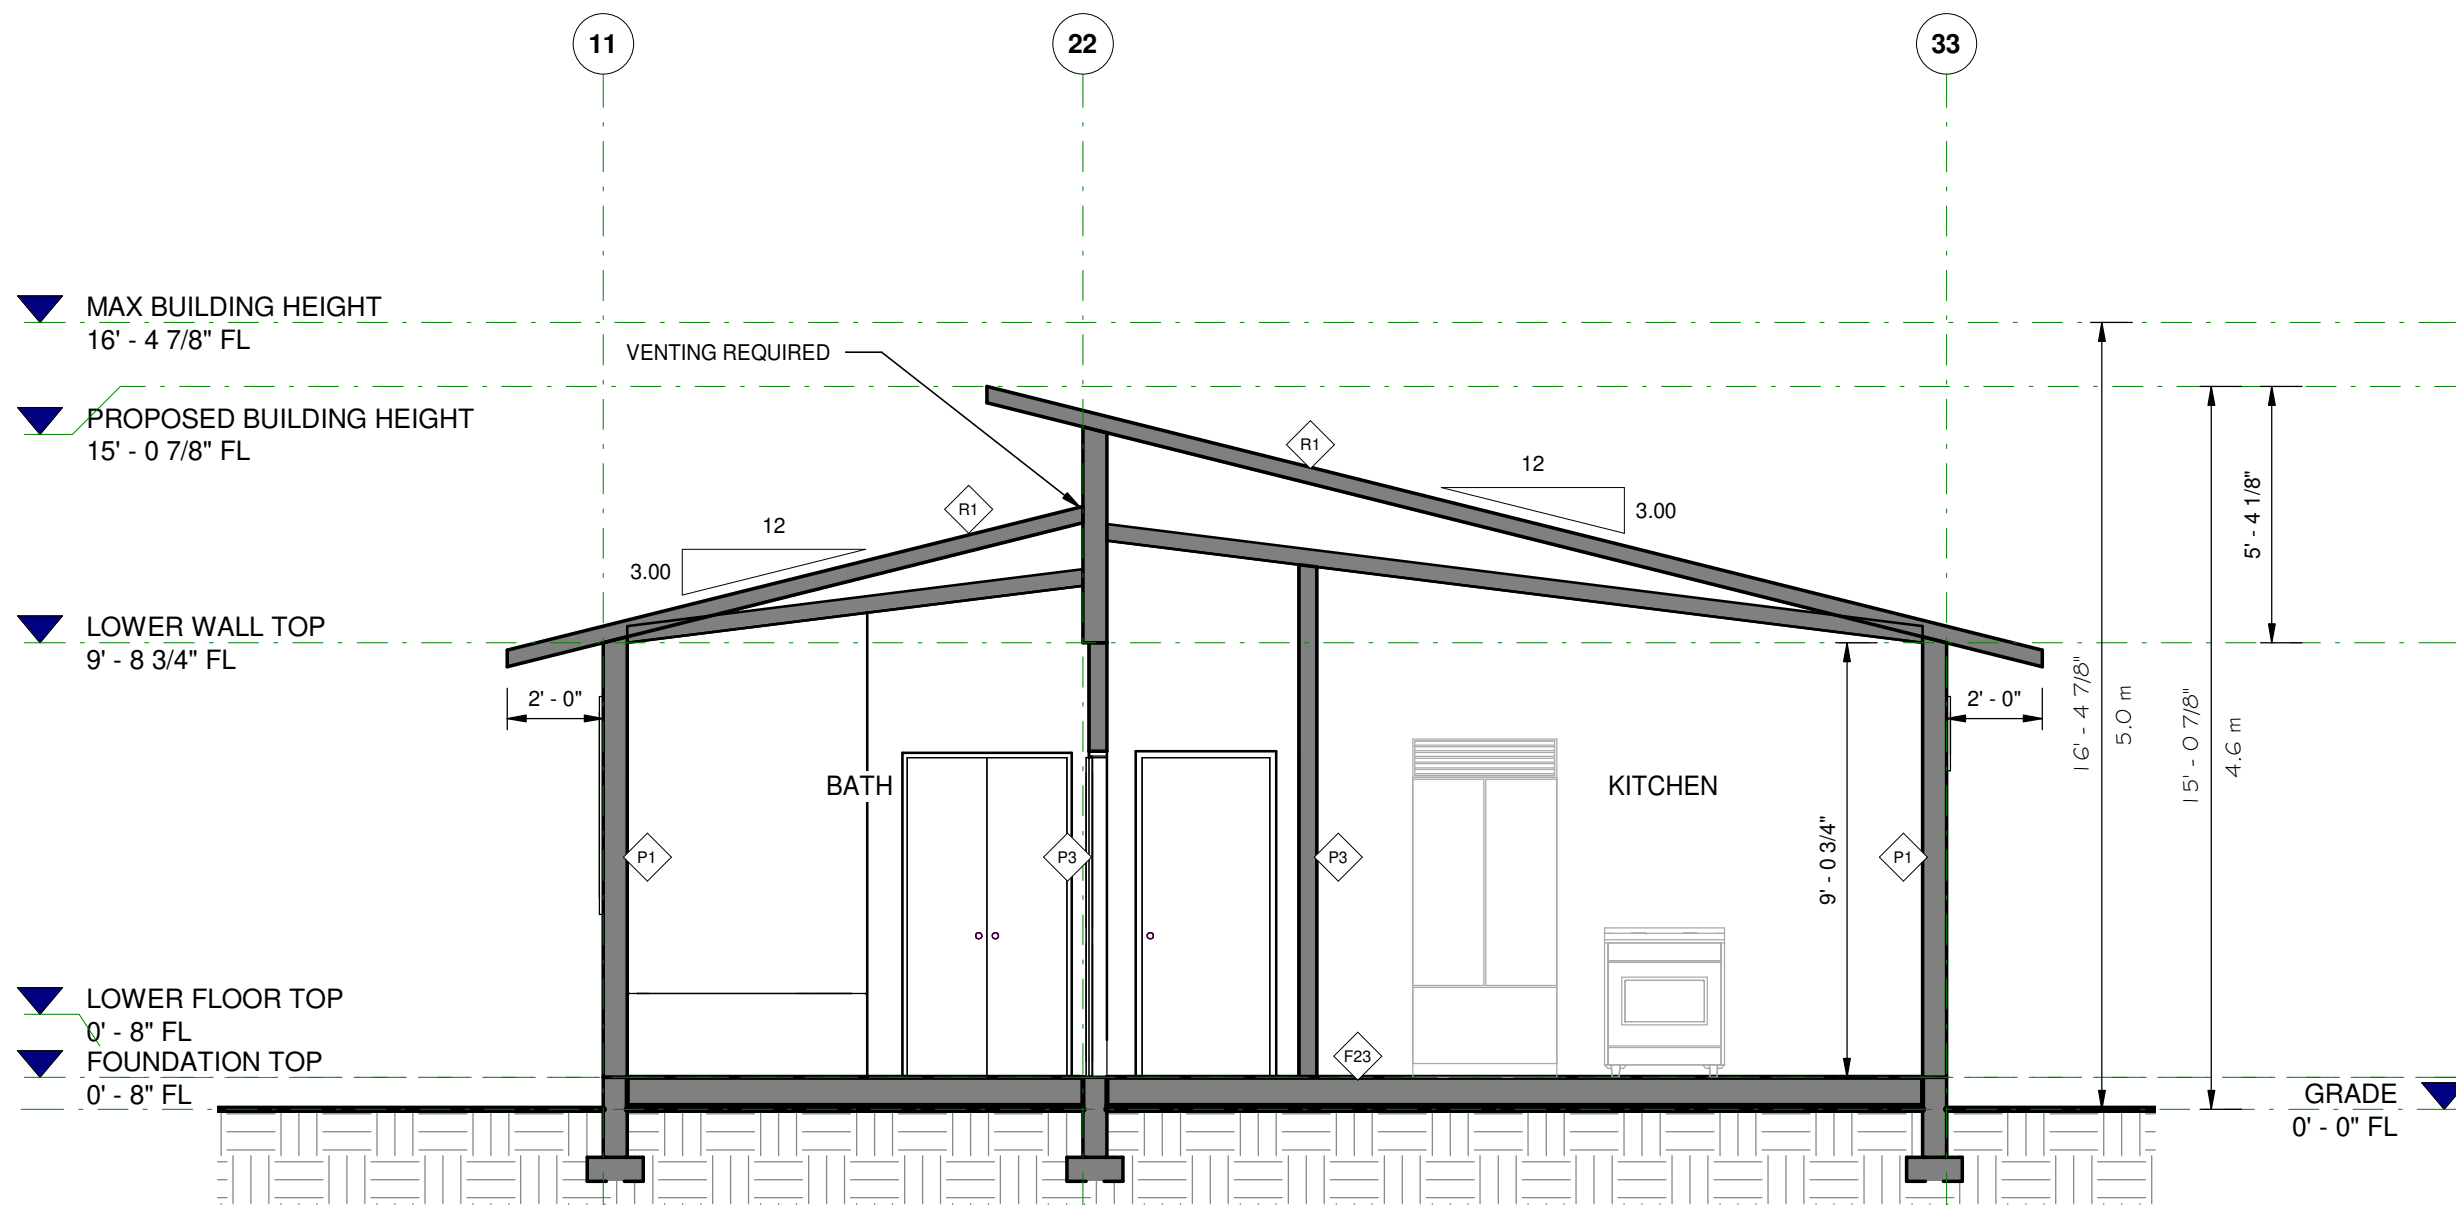 11
22
33
MAX BUILDING HEIGHT
16' - 4 7/8" FL
VENTING REQUIRED
PROPOSED BUILDING HEIGHT
15' - 0 7/8" FL
R1
12
3.00
R1
12
3.00
5' - 4 1/8"
LOWER WALL TOP
9' - 8 3/4" FL
2' - 0"
2' - 0"
16' - 4 7/8"
5.0 m
15' - 0 7/8"
4.6 m
BATH
KITCHEN
P1
P3
P3
9' - 0 3/4"
P1
LOWER FLOOR TOP
0' - 8" FL
F23
FOUNDATION TOP
0' - 8" FL
GRADE
0' - 0" FL